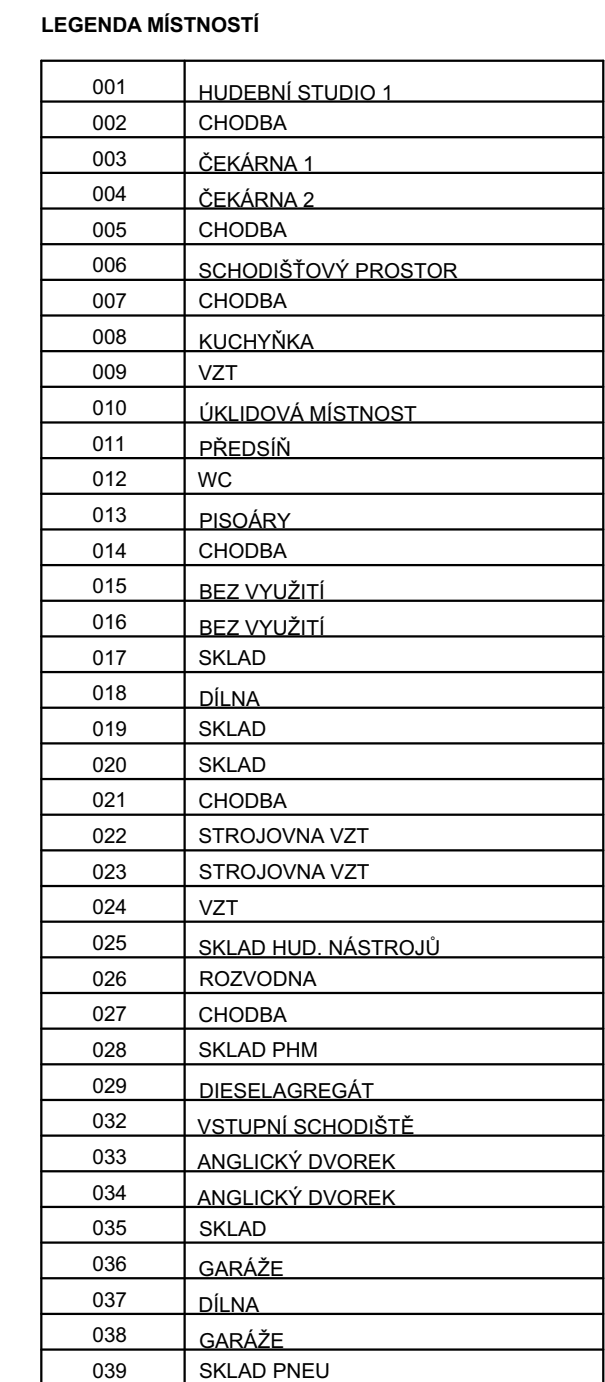 LEGENDA MÍSTNOSTÍ
001 HUDEBNÍ STUDIO 1
002 CHODBA
003 ČEKÁRNA 1
004 ČEKÁRNA 2
005 CHODBA
006 SCHODIŠŤOVÝ PROSTOR
007 CHODBA
008 KUCHYŇKA
009 VZT
010 ÚKLIDOVÁ MÍSTNOST
011 PŘEDSÍŇ
012 WC
013 PISOÁRY
014 CHODBA
015 BEZ VYUŽITÍ
016 BEZ VYUŽITÍ
017 SKLAD
018 DÍLNA
019 SKLAD
020 SKLAD
021 CHODBA
022 STROJOVNA VZT
023 STROJOVNA VZT
024 VZT
025 SKLAD HUD. NÁSTROJŮ
026 ROZVODNA
027 CHODBA
028 SKLAD PHM
029 DIESELAGREGÁT
032 VSTUPNÍ SCHODIŠTĚ
033 ANGLICKÝ DVOREK
034 ANGLICKÝ DVOREK
035 SKLAD
036 GARÁŽE
037 DÍLNA
038 GARÁŽE
039 SKLAD PNEU